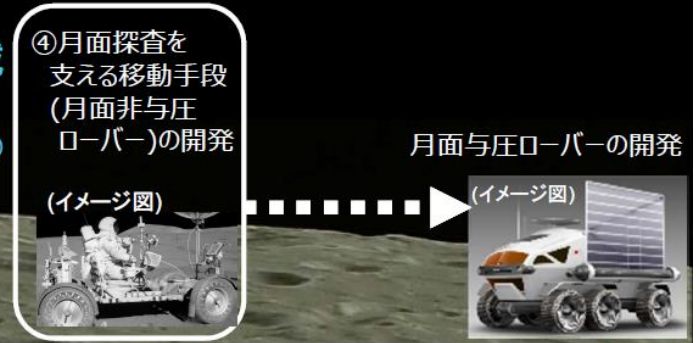 ④月面探査を
支える移動手段
(月面非与圧
ローバー)の開発
(イメージ図)
月面与圧ローバーの開発
(イメージ図)